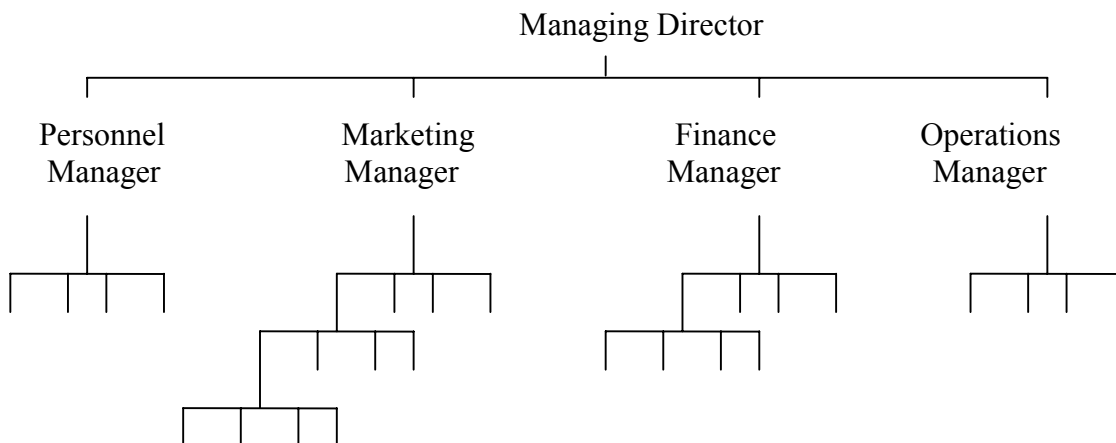 Managing Director
Personnel Manager
Marketing Manager
Finance Manager
Operations Manager